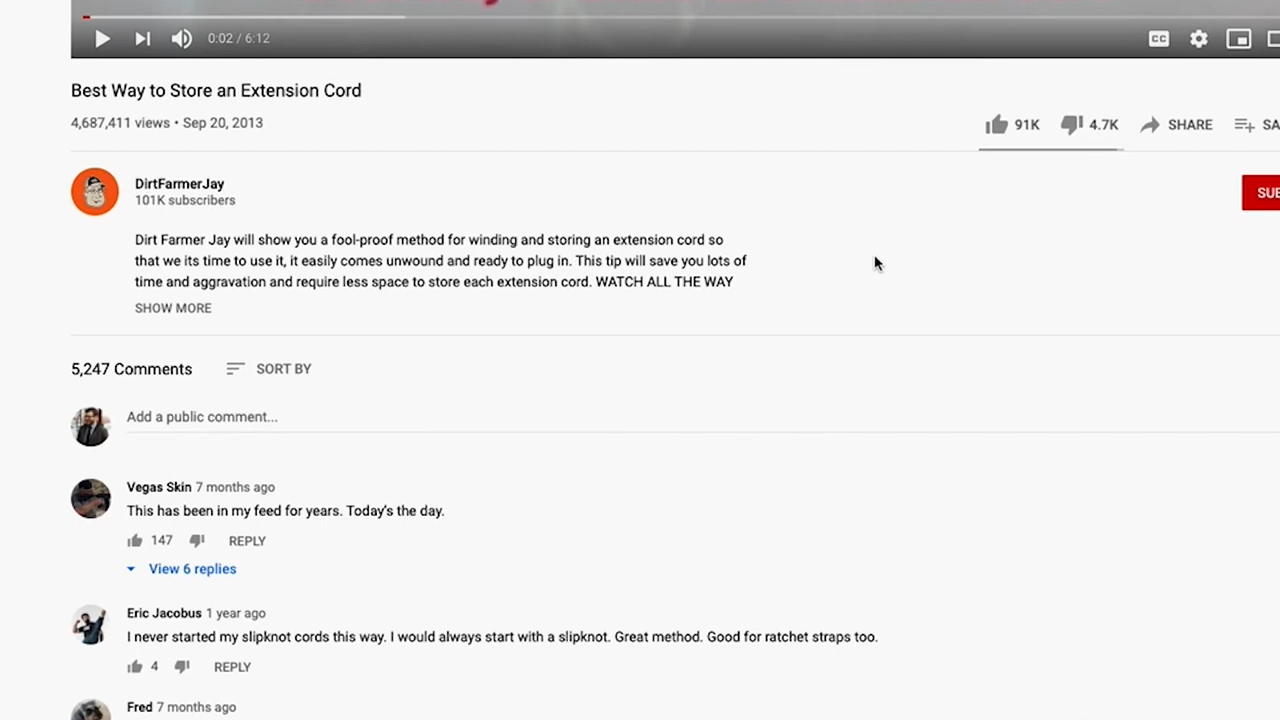 0:02 / 6:12
CC
Best Way to Store an Extension Cord
4,687,411 views • Sep 20, 2013
91K
4.7K
SHARE
SA
DirtFarmerJay
101K subscribers
SUB
Dirt Farmer Jay will show you a fool-proof method for winding and storing an extension cord so
that we its time to use it, it easily comes unwound and ready to plug in. This tip will save you lots of
time and aggravation and require less space to store each extension cord. WATCH ALL THE WAY
SHOW MORE
5,247 Comments
SORT BY
Add a public comment...
Vegas Skin 7 months ago
This has been in my feed for years. Today's the day.
147
REPLY
View 6 replies
Eric Jacobus 1 year ago
I never started my slipknot cords this way. I would always start with a slipknot. Great method. Good for ratchet straps too.
4
REPLY
Fred 7 months ago